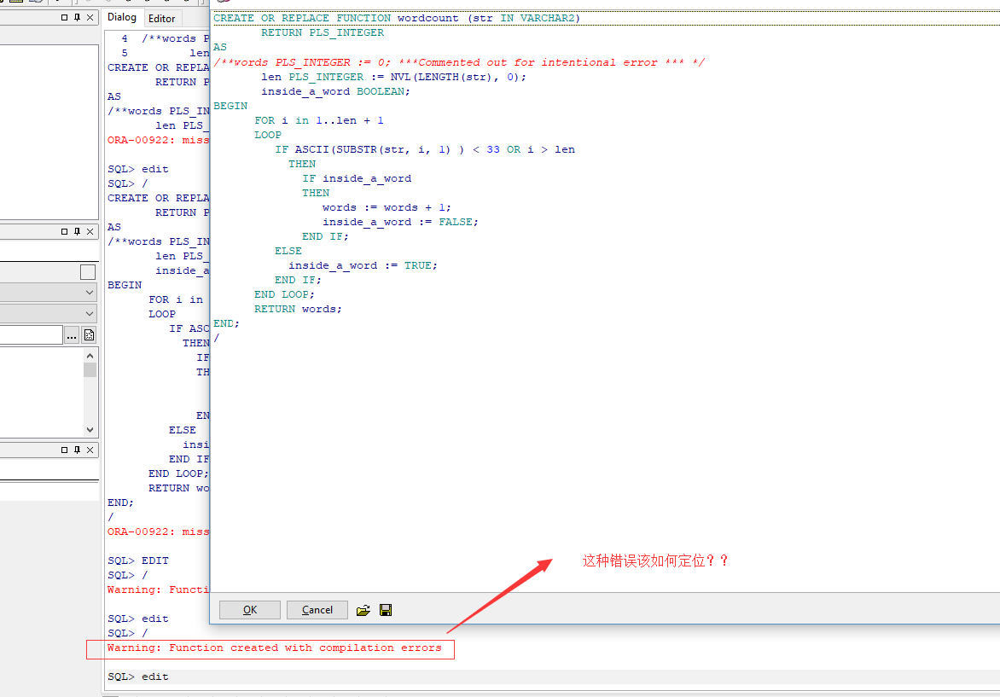 Dialog
Editor
4  /**words P
5          len
CREATE OR REPLA
RETURN P
AS
/**words PLS_IN
len PLS_
ORA-00922: miss
SQL> edit
SQL> /
CREATE OR REPLA
RETURN P
AS
/**words PLS_IN
len PLS_
inside_a
BEGIN
FOR i in
LOOP
IF ASC
THEN
IF
TH
EN
ELSE
insi
END IF
END LOOP;
RETURN wo
END;
/
ORA-00922: miss
SQL> EDIT
SQL> /
Warning: Functi
SQL> edit
SQL> /
Warning: Function created with compilation errors
SQL> edit
CREATE OR REPLACE FUNCTION wordcount (str IN VARCHAR2)
RETURN PLS_INTEGER
AS
/**words PLS_INTEGER := 0; ***Commented out for intentional error *** */
len PLS_INTEGER := NVL(LENGTH(str), 0);
inside_a_word BOOLEAN;
BEGIN
FOR i in 1..len + 1
LOOP
IF ASCII(SUBSTR(str, i, 1) ) < 33 OR i > len
THEN
IF inside_a_word
THEN
words := words + 1;
inside_a_word := FALSE;
END IF;
ELSE
inside_a_word := TRUE;
END IF;
END LOOP;
RETURN words;
END;
/
这种错误该如何定位？？
OK
Cancel